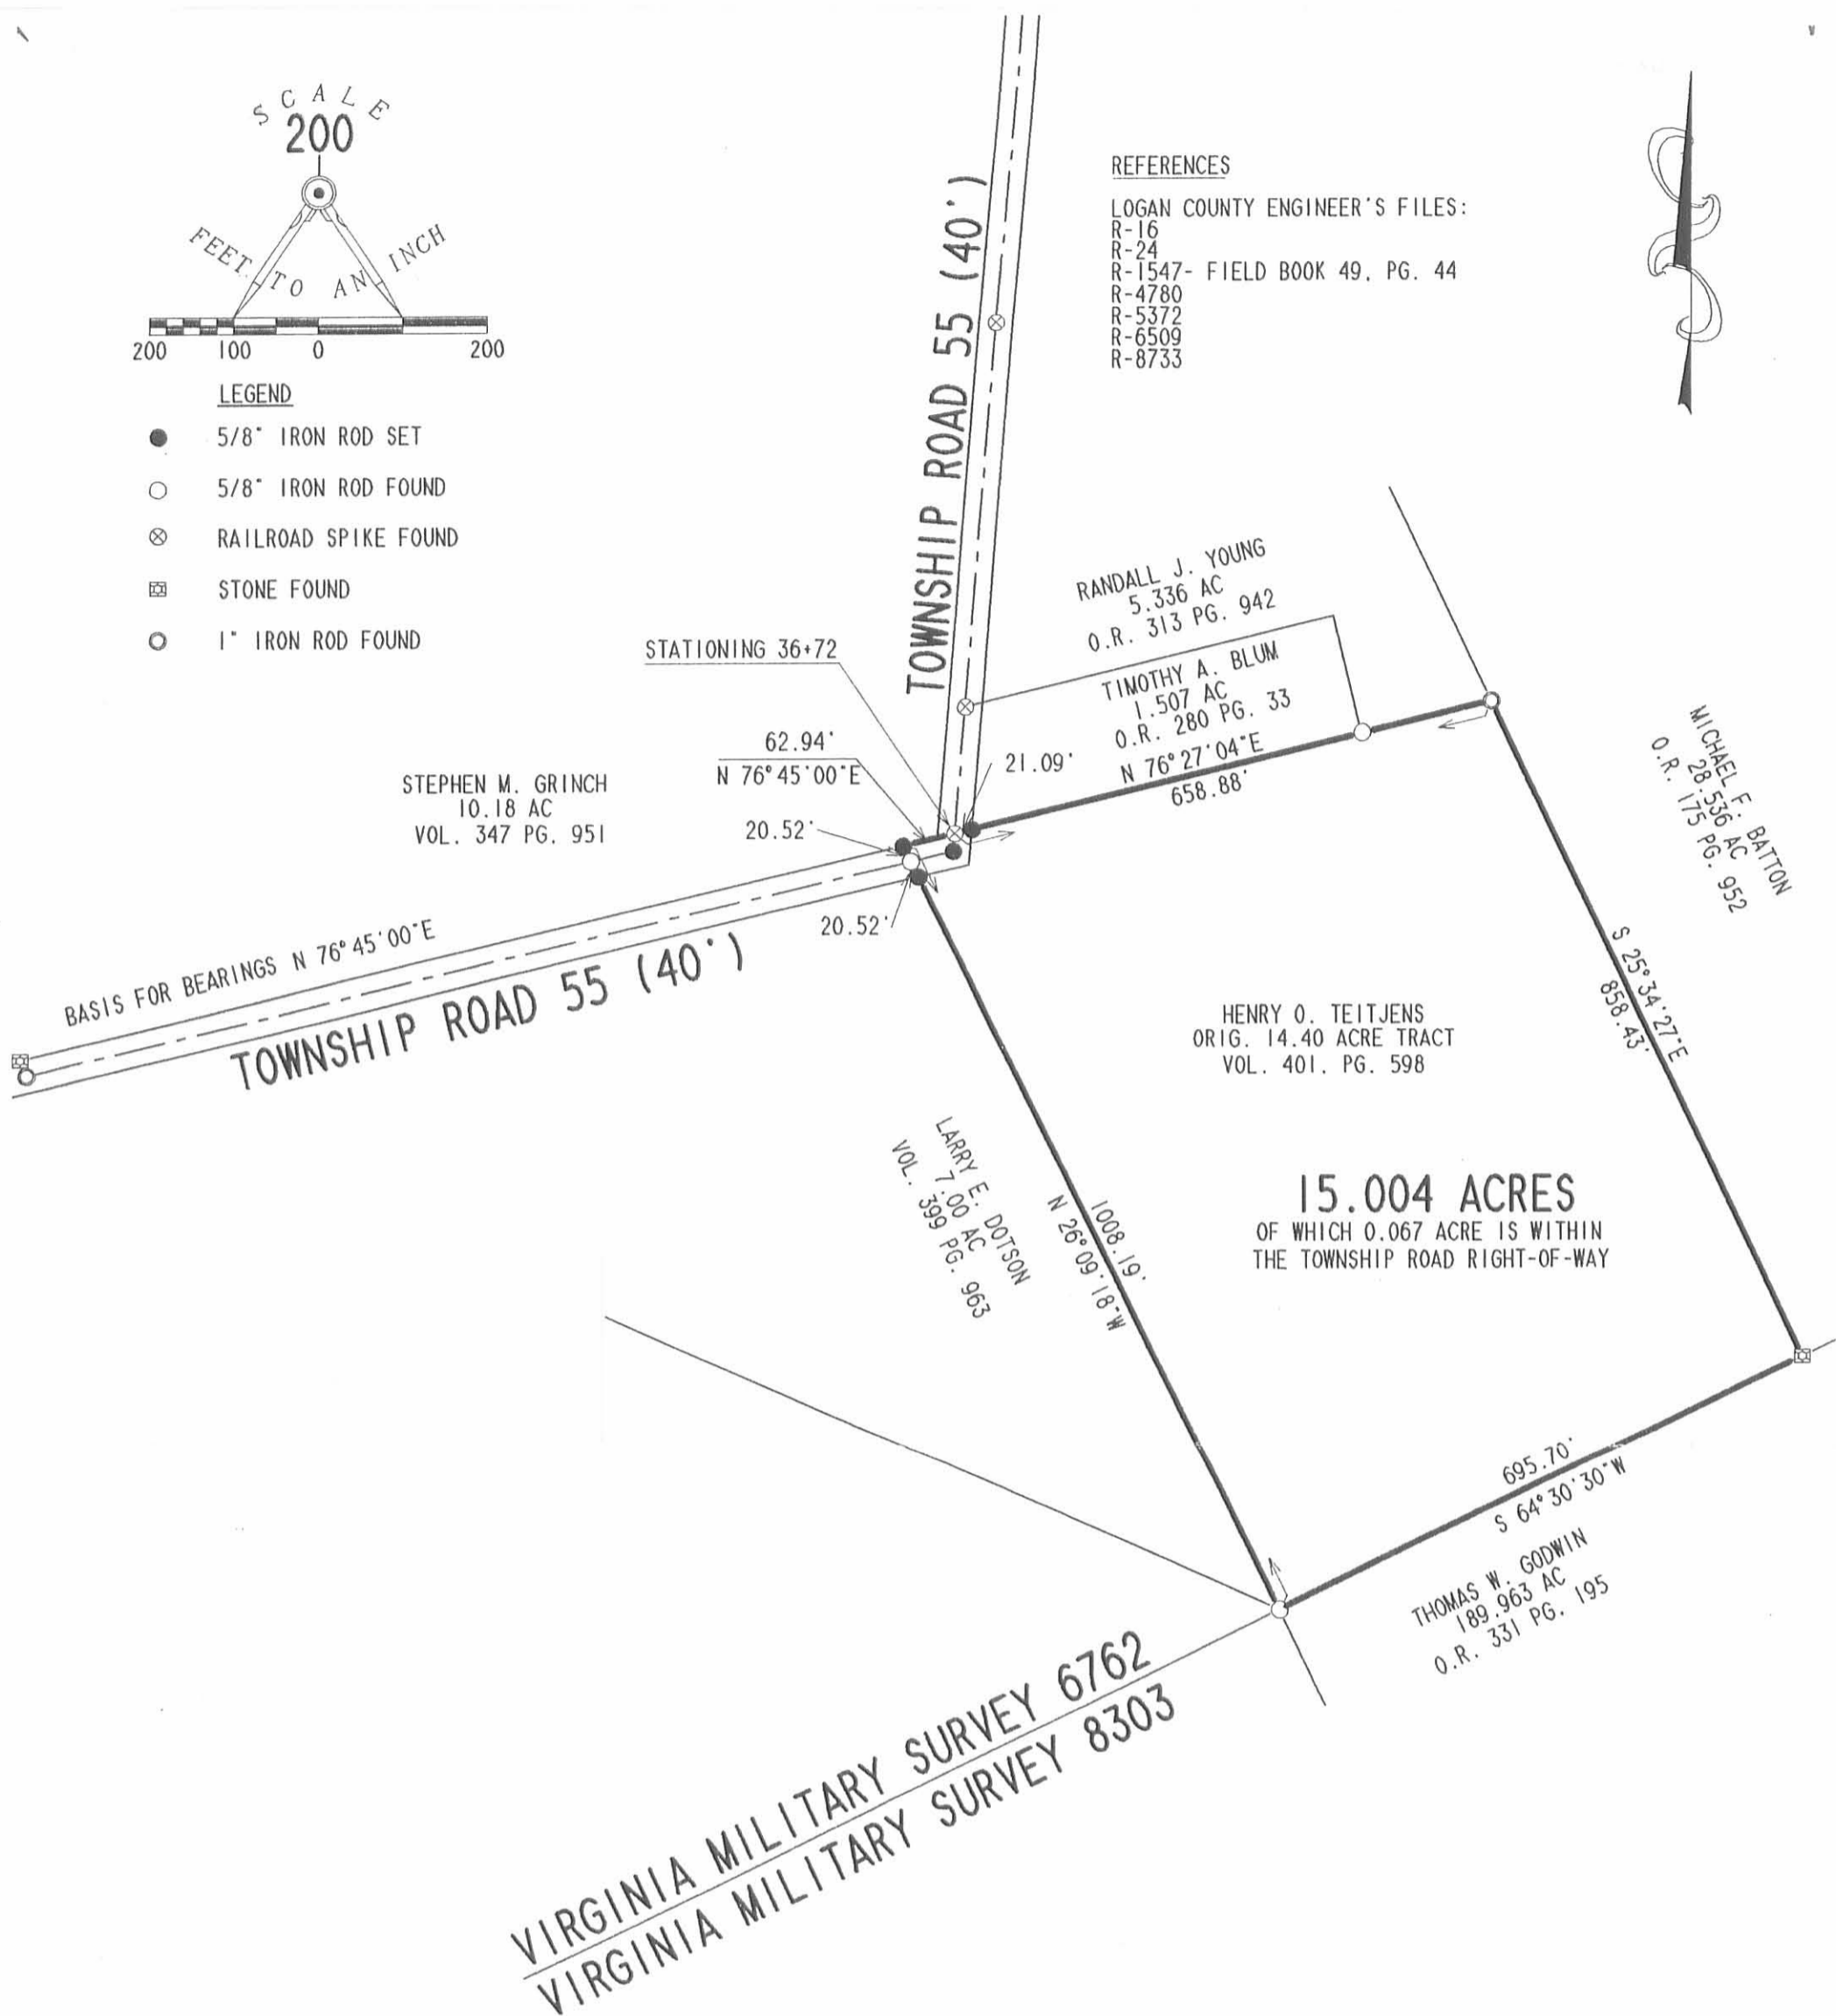 SCALE
200
FEET TO AN INCH
200 100 0 200
LEGEND
5/8" IRON ROD SET
5/8" IRON ROD FOUND
RAILROAD SPIKE FOUND
STONE FOUND
1" IRON ROD FOUND
REFERENCES
LOGAN COUNTY ENGINEER'S FILES:
R-16
R-24
R-1547- FIELD BOOK 49, PG. 44
R-4780
R-5372
R-6509
R-8733
TOWNSHIP ROAD 55 (40')
RANDALL J. YOUNG
5.336 AC
O.R. 313 PG. 942
STATIONING 36+72
TIMOTHY A. BLUM
1.507 AC
O.R. 280 PG. 33
N 76°27'04"E
658.88'
62.94'
N 76°45'00"E
21.09'
STEPHEN M. GRINCH
10.18 AC
VOL. 347 PG. 951
20.52'
20.52'
MICHAEL F. BATTON
28.536 AC
O.R. 175 PG. 952
BASIS FOR BEARINGS N 76°45'00"E
TOWNSHIP ROAD 55 (40')
S 25°34'27"E
858.43'
HENRY O. TEITJENS
ORIG. 14.40 ACRE TRACT
VOL. 401, PG. 598
LARRY E. DOTSON
7.00 AC
VOL. 399 PG. 963
1008.19'
N 26°09'18"W
15.004 ACRES
OF WHICH 0.067 ACRE IS WITHIN
THE TOWNSHIP ROAD RIGHT-OF-WAY
695.70'
S 64°30'30"W
THOMAS W. GODWIN
189.963 AC
O.R. 331 PG. 195
VIRGINIA MILITARY SURVEY 6762
VIRGINIA MILITARY SURVEY 8303